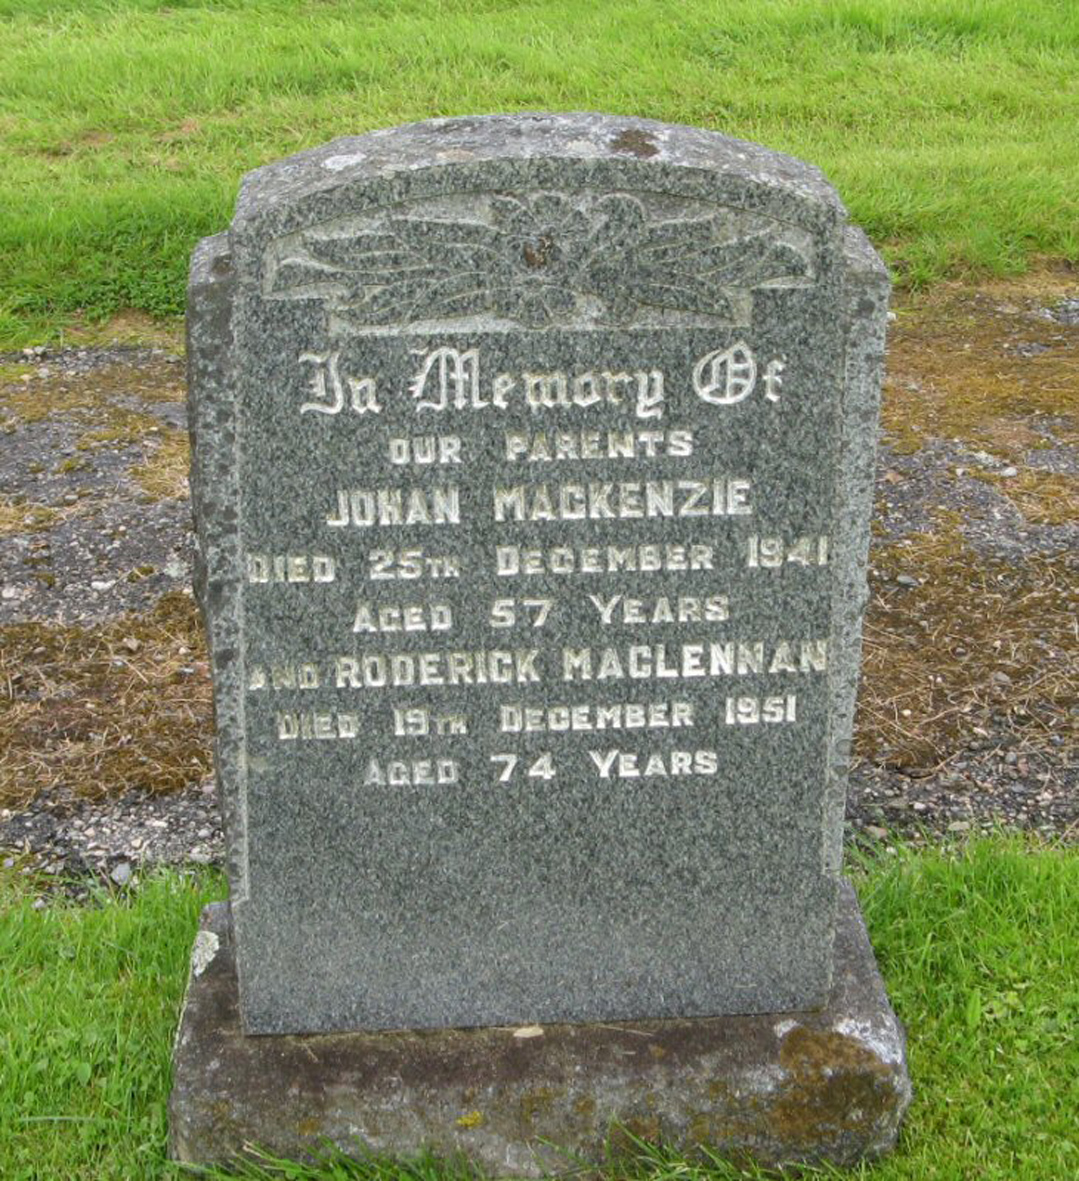 In Memory Of
OUR PARENTS
JOHAN MACKENZIE
DIED 25TH DECEMBER 1941
AGED 57 YEARS
AND RODERICK MACLENNAN
DIED 19TH DECEMBER 1951
AGED 74 YEARS